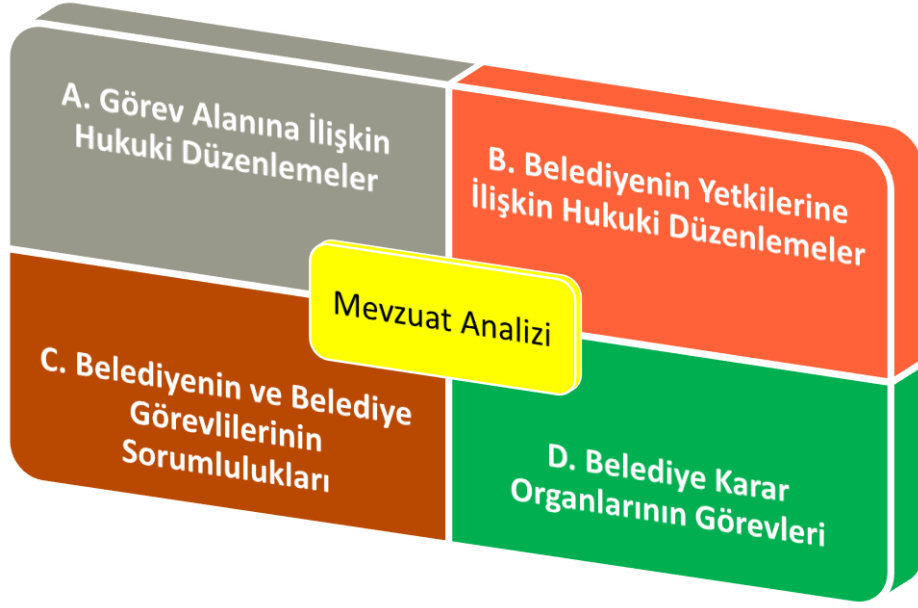 A. Görev Alanına İlişkin
Hukuki Düzenlemeler
B. Belediyenin Yetkilerine
İlişkin Hukuki Düzenlemeler
Mevzuat Analizi
C. Belediyenin ve Belediye
Görevlilerinin
Sorumlulukları
D. Belediye Karar
Organlarının Görevleri